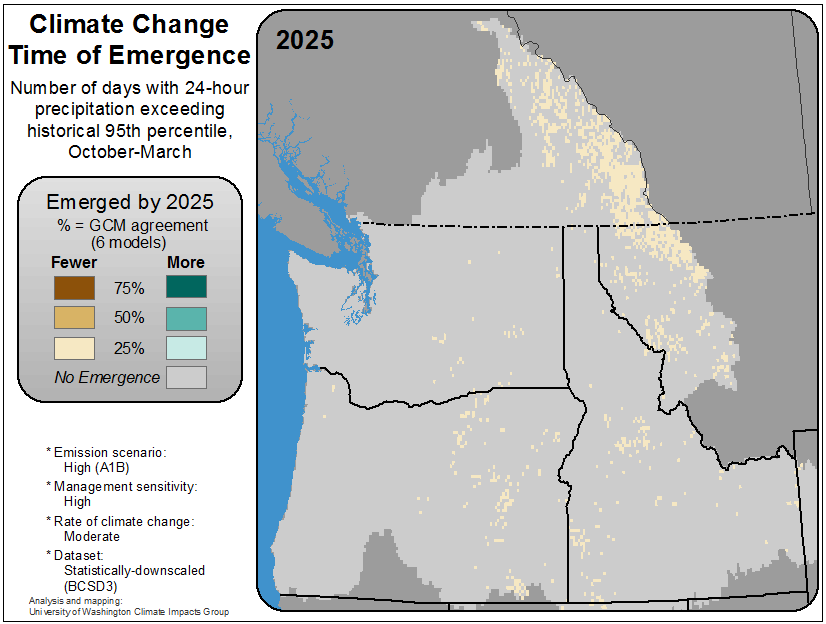 Climate Change
Time of Emergence
Number of days with 24-hour
precipitation exceeding
historical 95th percentile,
October-March
Emerged by 2025
% = GCM agreement
(6 models)
Fewer More
75%
50%
25%
No Emergence
* Emission scenario:
High (A1B)
* Management sensitivity:
High
* Rate of climate change:
Moderate
* Dataset:
Statistically-downscaled
(BCSD3)
Analysis and mapping:
University of Washington Climate Impacts Group
2025